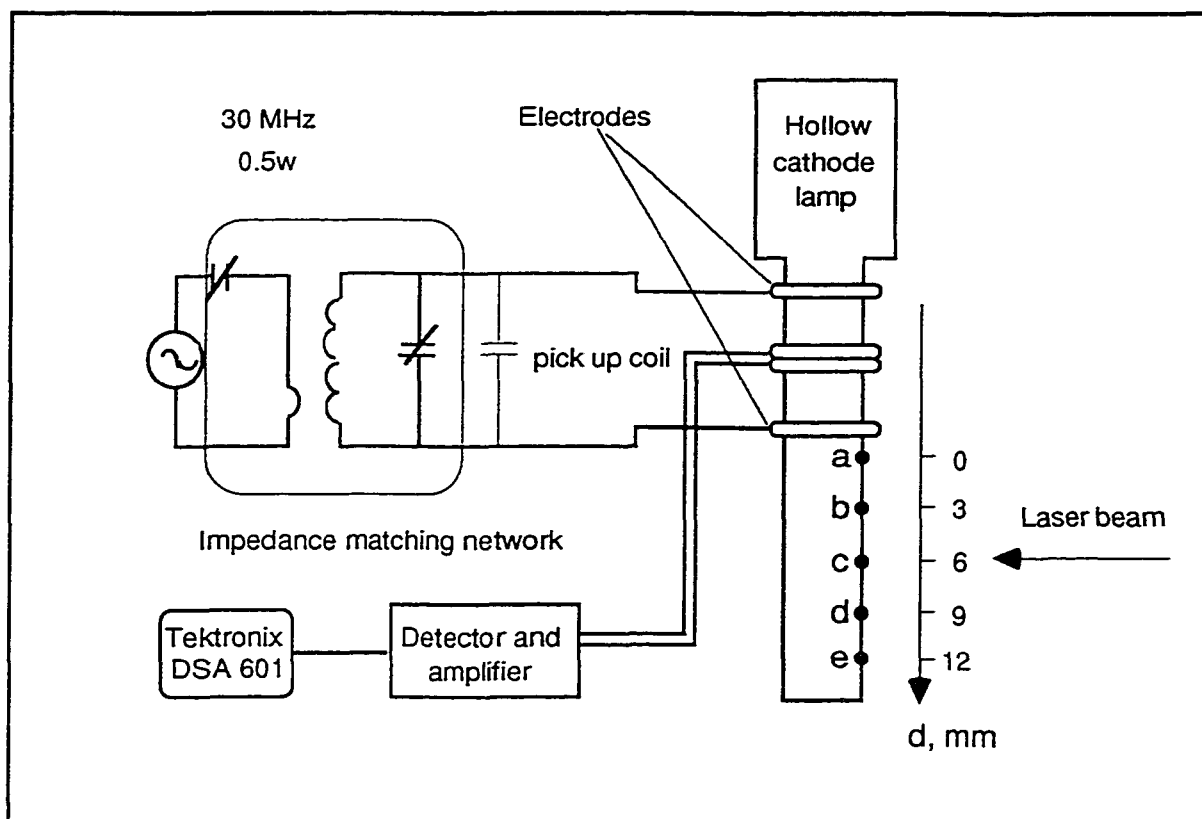 30 MHz
0.5w
Electrodes
Hollow
cathode
lamp
pick up coil
a
b
c
d
e
0
3
6
9
12
d, mm
Laser beam
Impedance matching network
Tektronix
DSA 601
Detector and
amplifier